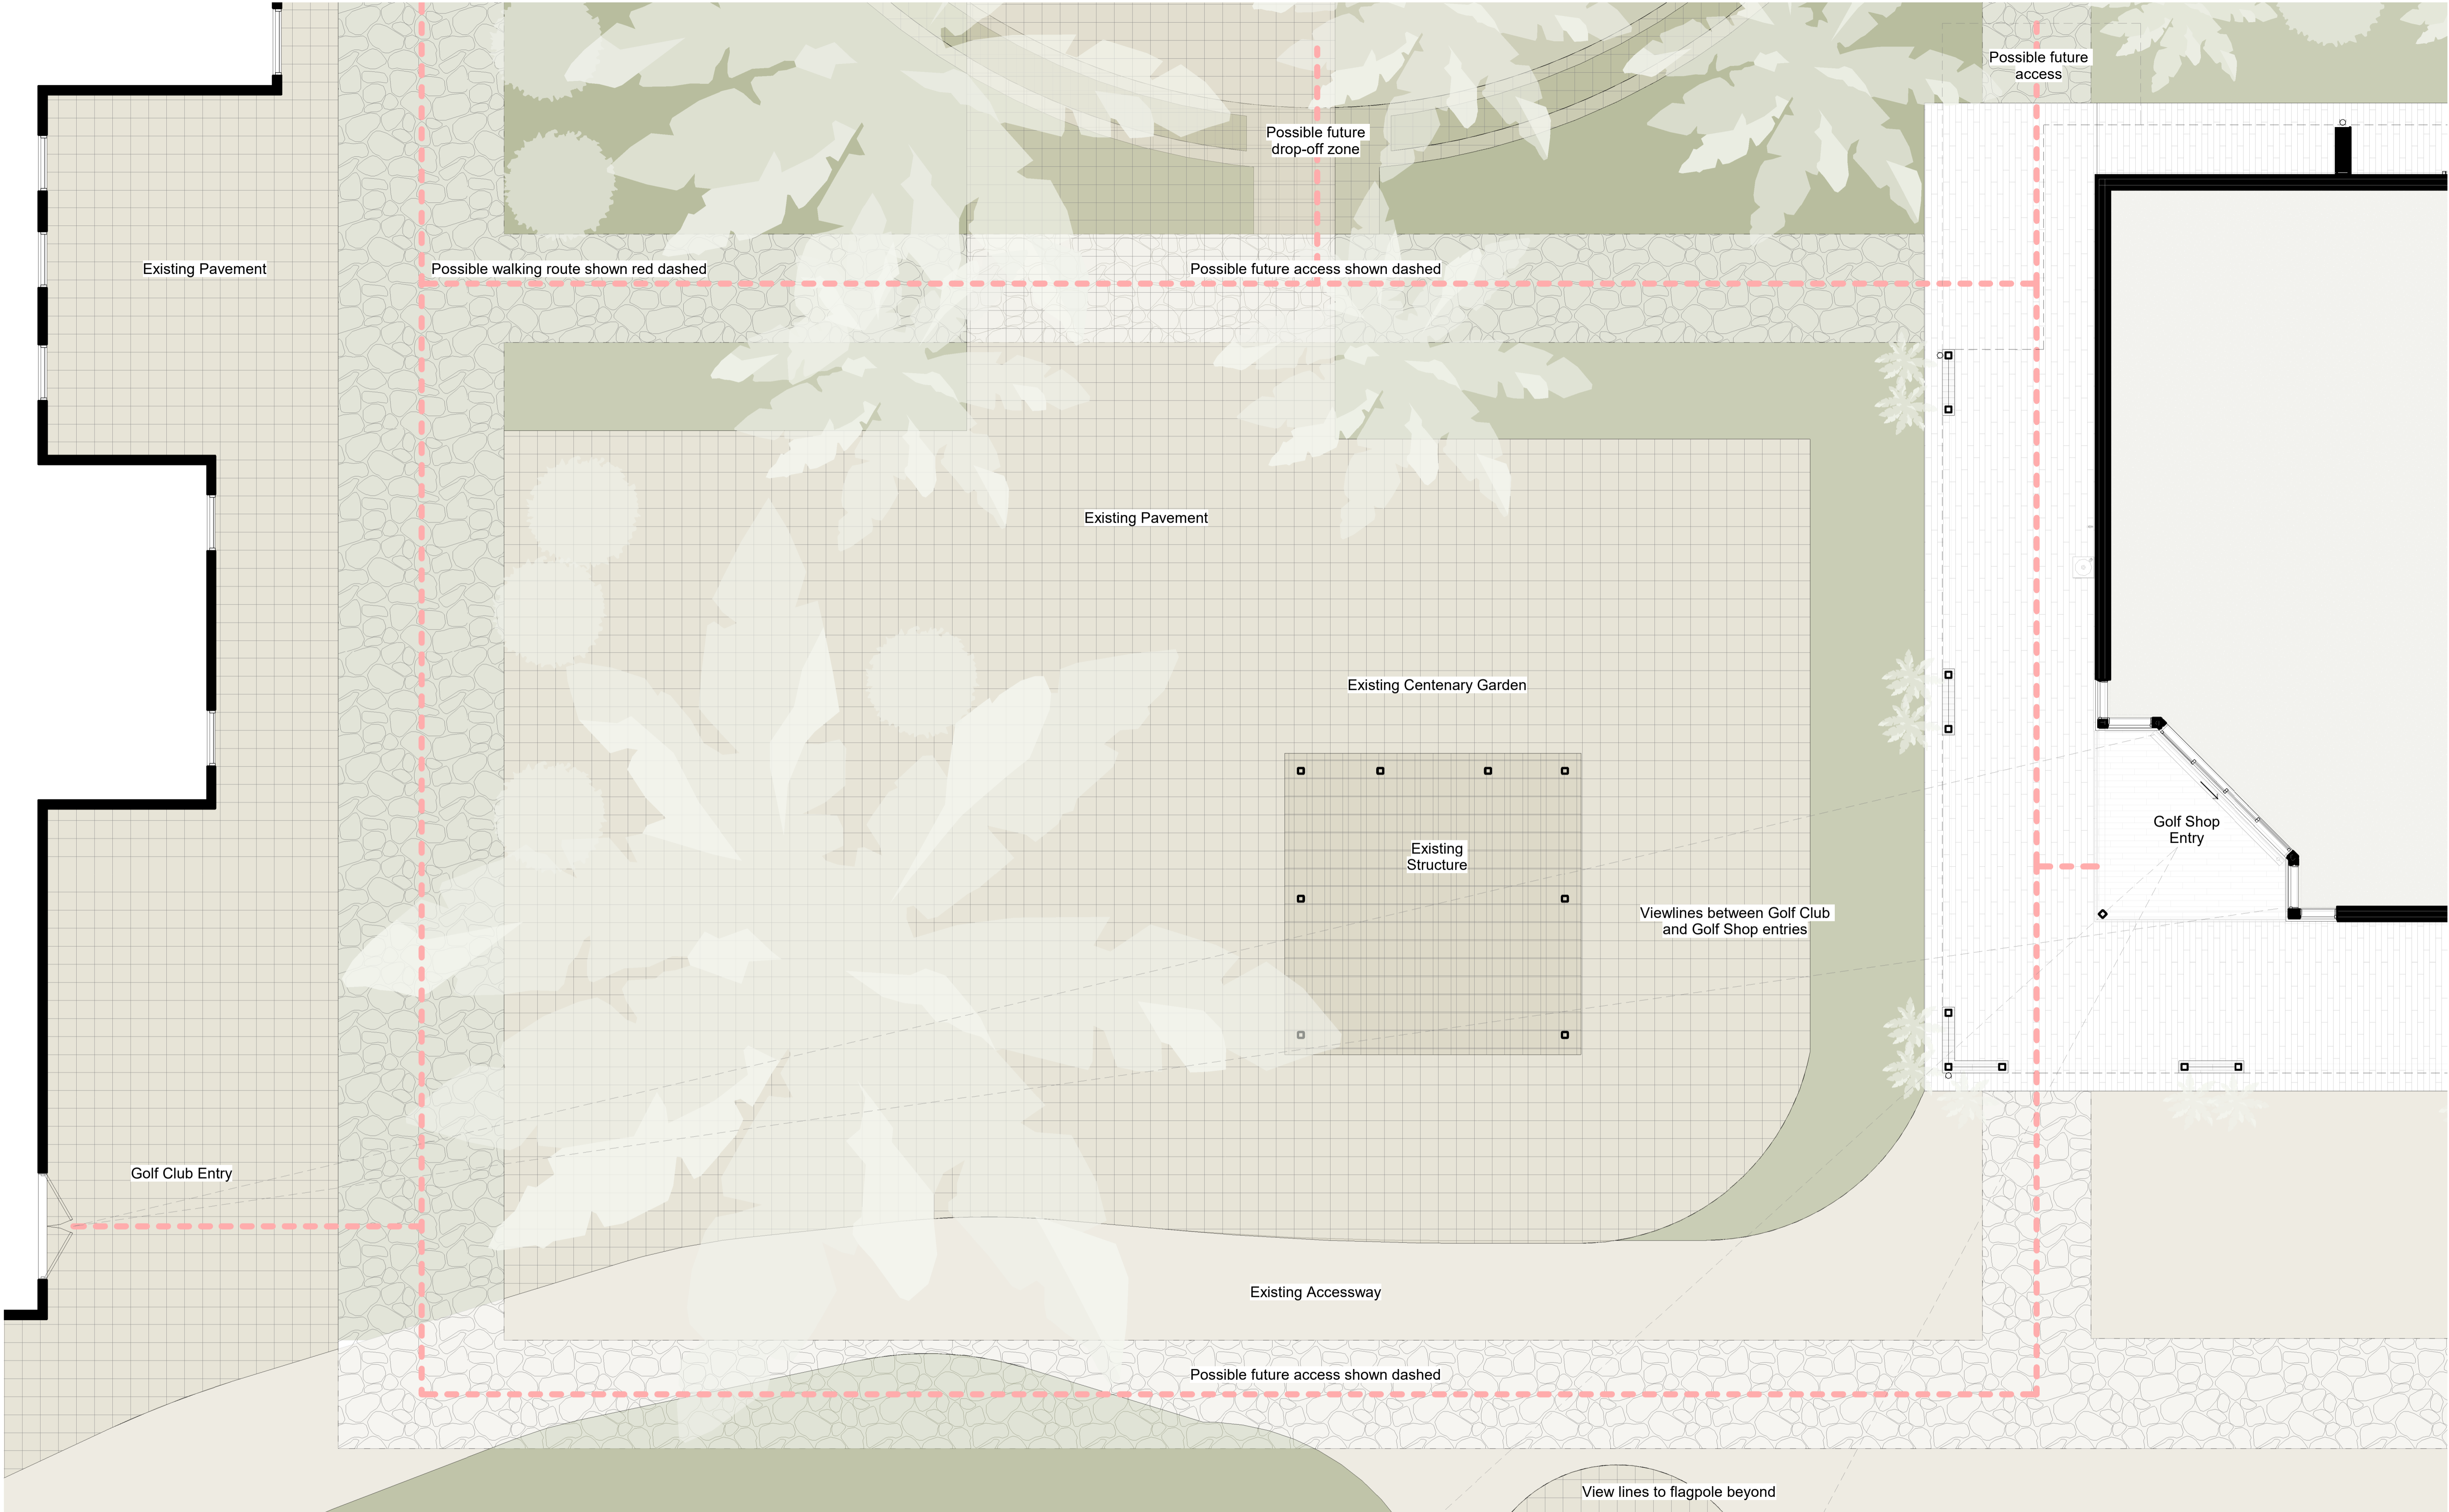 Possible future
access
Possible future
drop-off zone
Existing Pavement
Possible walking route shown red dashed
Possible future access shown dashed
Existing Pavement
Existing Centenary Garden
Golf Shop
Entry
Existing
Structure
Viewlines between Golf Club
and Golf Shop entries
Golf Club Entry
Existing Accessway
Possible future access shown dashed
View lines to flagpole beyond